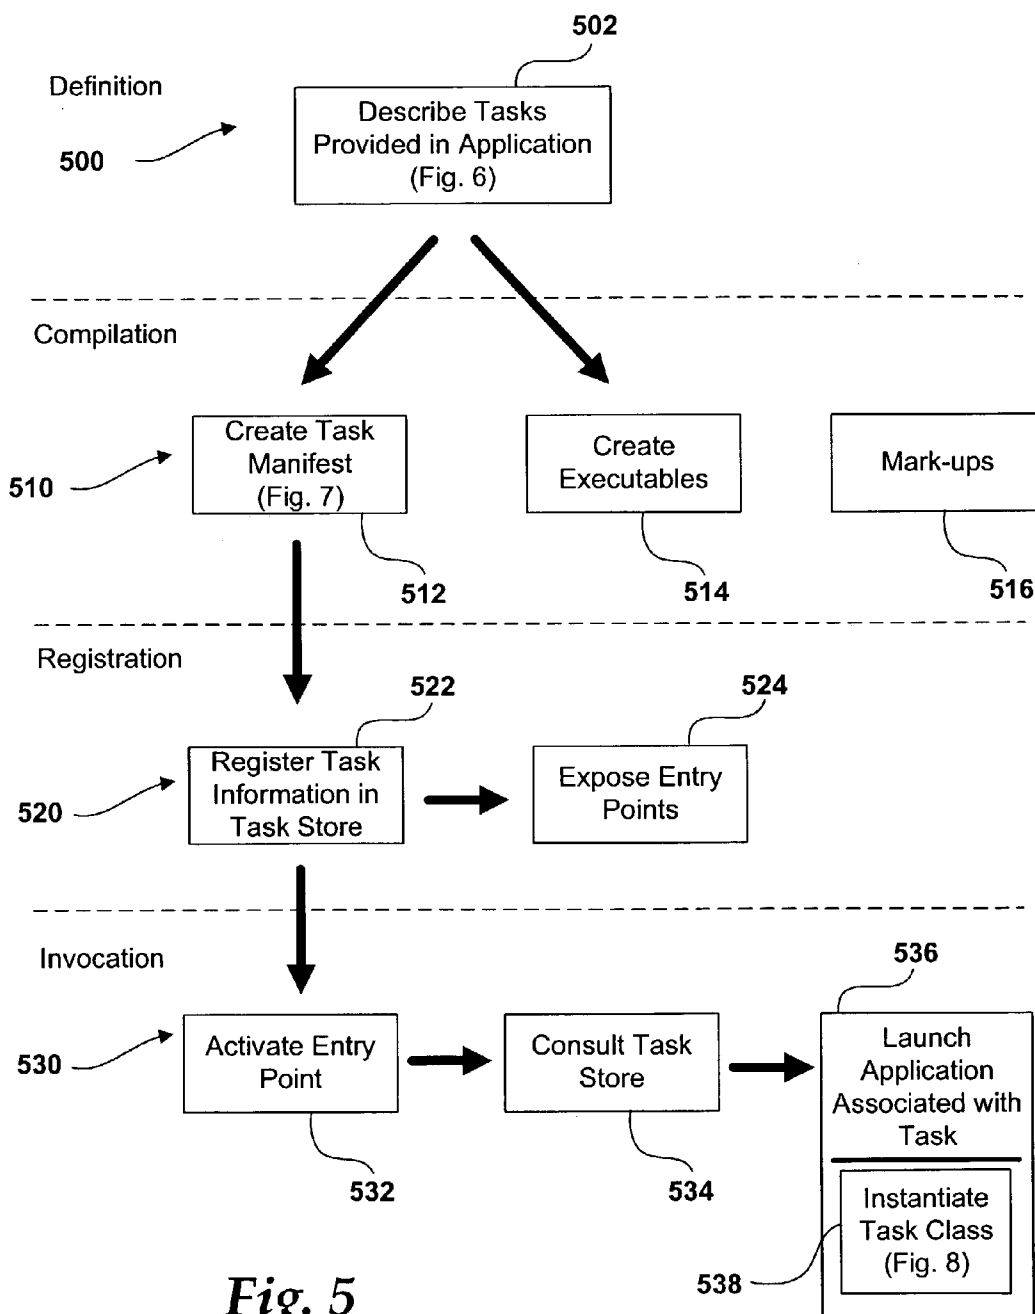 502
Definition
Describe Tasks
Provided in Application
(Fig. 6)
500
Compilation
Create Task
Manifest
(Fig. 7)
Create
Executables
Mark-ups
510
512
514
516
Registration
522
524
Register Task
Information in
Task Store
Expose Entry
Points
520
Invocation
536
Activate Entry
Point
Consult Task
Store
Launch
Application
Associated with
Task
530
532
534
Instantiate
Task Class
(Fig. 8)
538
Fig. 5